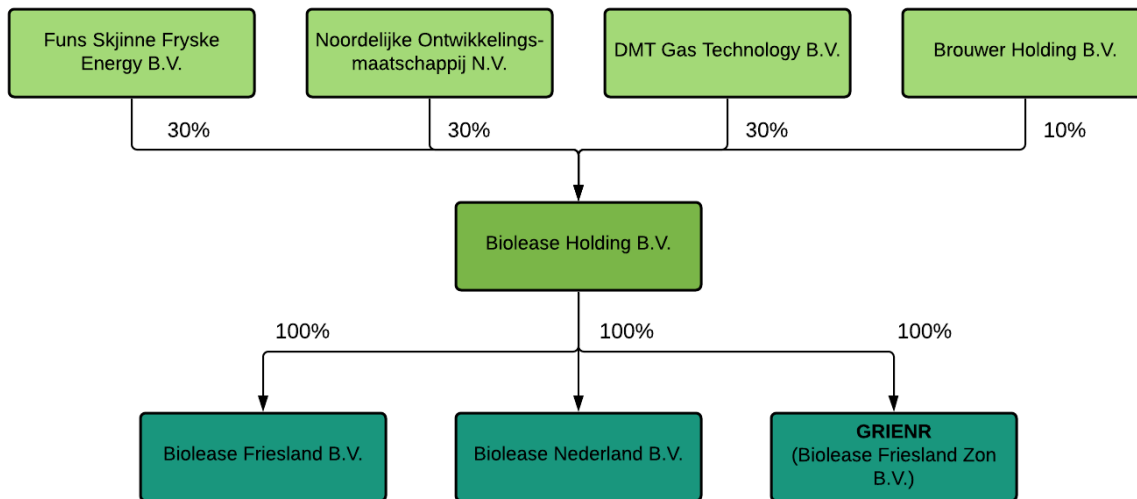 Funs Skjinne Fryske
Energy B.V.
Noordelijke Ontwikkelings-
maatschappij N.V.
DMT Gas Technology B.V.
Brouwer Holding B.V.
30%
30%
30%
10%
Biolease Holding B.V.
100%
100%
100%
Biolease Friesland B.V.
Biolease Nederland B.V.
GRIENR
(Biolease Friesland Zon
B.V.)